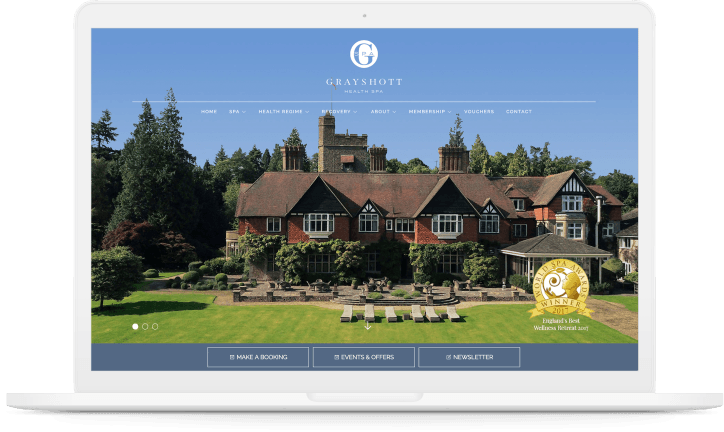 G
GRAYSHOTT
HEALTH SPA
HOME SPA HEALTH REGIME RECOVERY ABOUT MEMBERSHIP VOUCHERS CONTACT
WORLD SPA AWARDS
WINNER
2017
England's Best
Wellness Retreat 2017
MAKE A BOOKING EVENTS & OFFERS NEWSLETTER